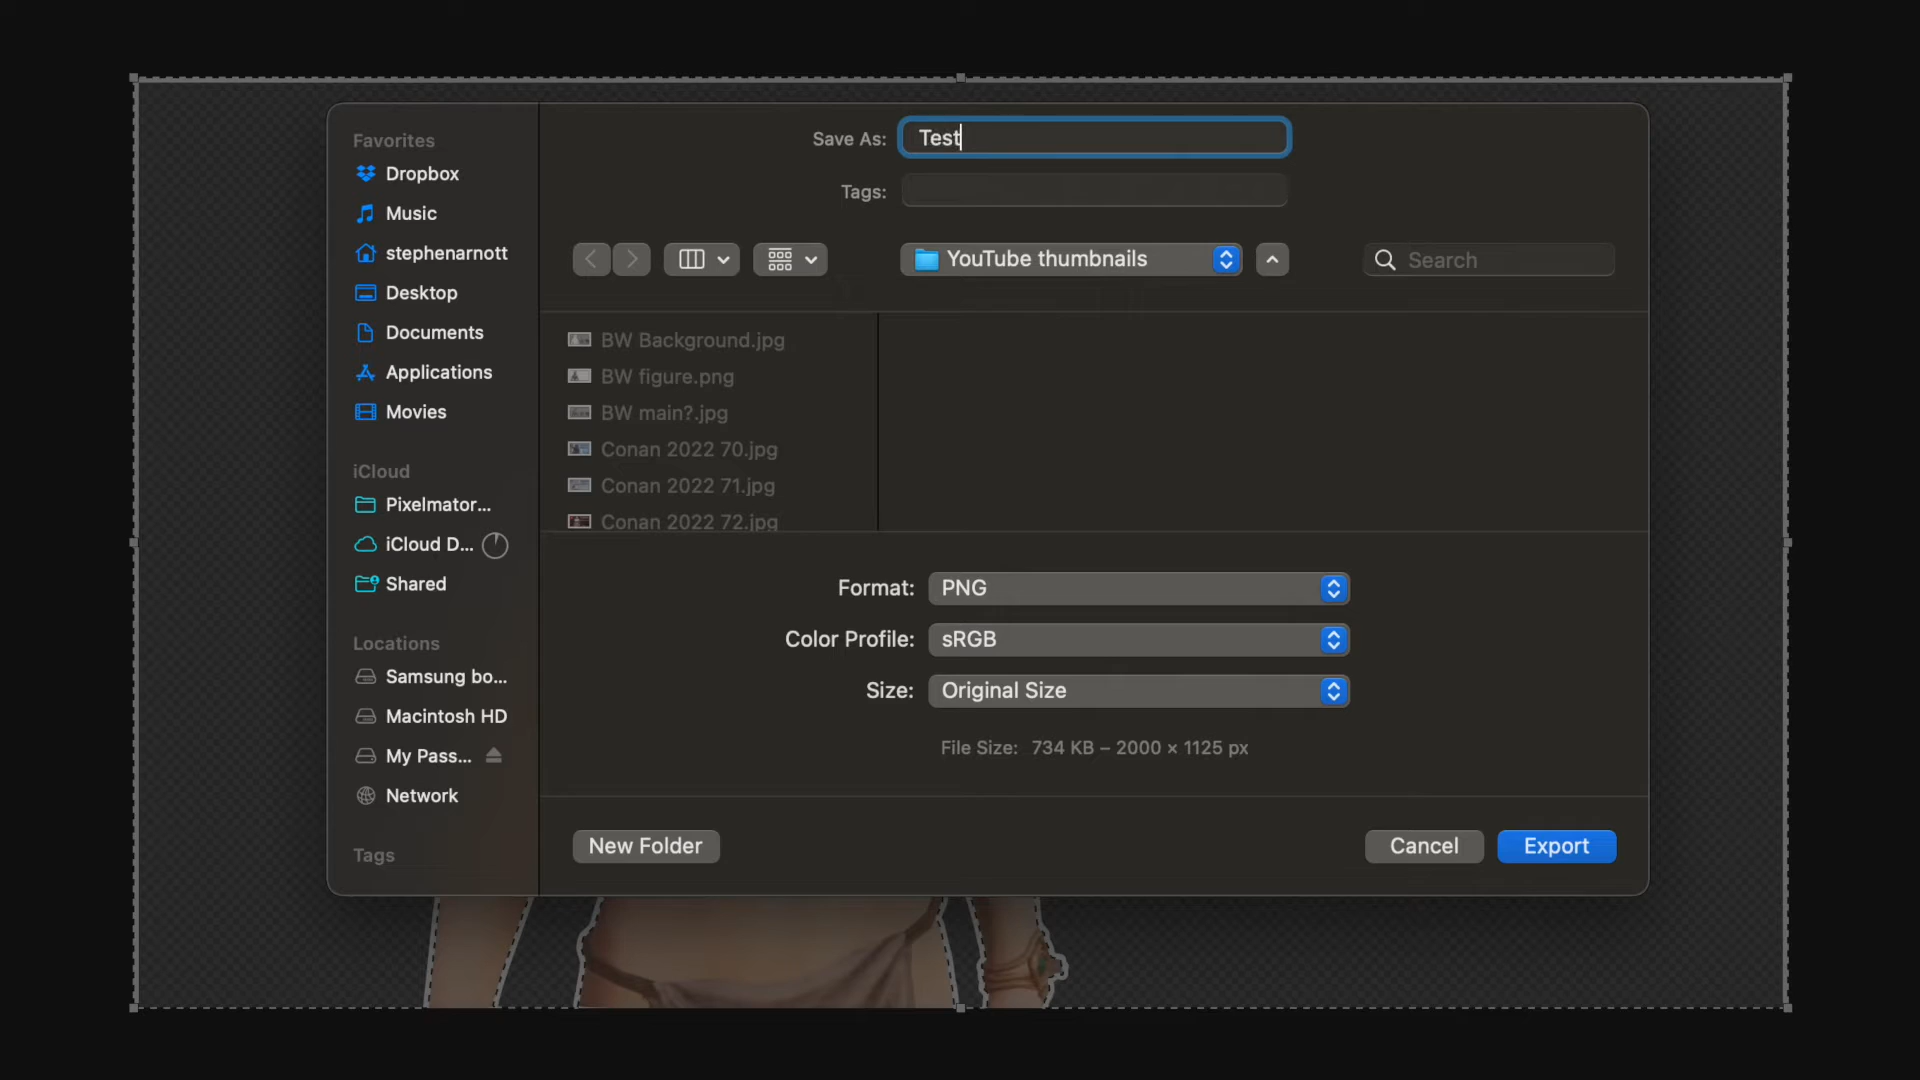 Favorites
Dropbox
Music
stephenarnott
Desktop
Documents
Applications
Movies
iCloud
Pixelmator...
iCloud D...
Shared
Locations
Samsung bo...
Macintosh HD
My Pass...
Network
Tags
Save As: Test
Tags:
YouTube thumbnails
Search
BW Background.jpg
BW figure.png
BW main?.jpg
Conan 2022 70.jpg
Conan 2022 71.jpg
Conan 2022 72.jpg
Format: PNG
Color Profile: sRGB
Size: Original Size
File Size: 734 KB – 2000 × 1125 px
New Folder
Cancel
Export